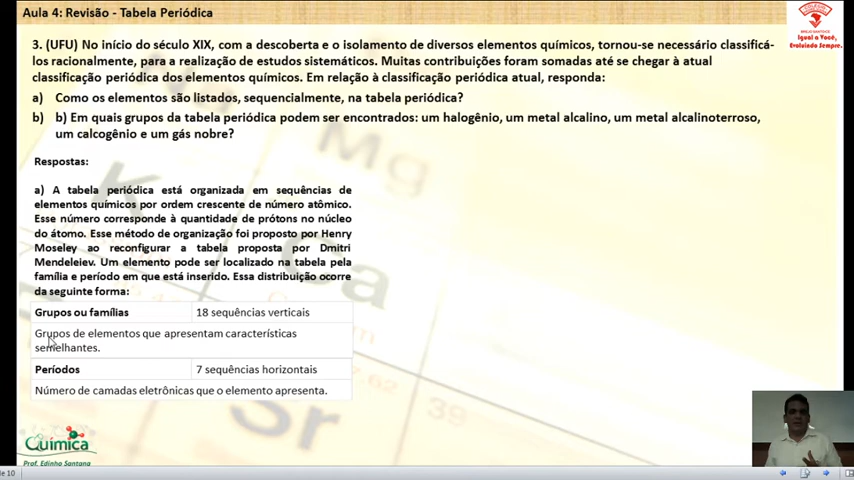 Aula 4: Revisão - Tabela Periódica
Igual a Você,
Evoluindo Sempre.
3. (UFU) No início do século XIX, com a descoberta e o isolamento de diversos elementos químicos, tornou-se necessário classificá-
los racionalmente, para a realização de estudos sistemáticos. Muitas contribuições foram somadas até se chegar à atual
classificação periódica dos elementos químicos. Em relação à classificação periódica atual, responda:
a) Como os elementos são listados, sequencialmente, na tabela periódica?
b) b) Em quais grupos da tabela periódica podem ser encontrados: um halogênio, um metal alcalino, um metal alcalinoterroso,
um calcogênio e um gás nobre?
Respostas:
a) A tabela periódica está organizada em sequências de
elementos químicos por ordem crescente de número atômico.
Esse número corresponde à quantidade de prótons no núcleo
do átomo. Esse método de organização foi proposto por Henry
Moseley ao reconfigurar a tabela proposta por Dmitri
Mendeleiev. Um elemento pode ser localizado na tabela pela
família e período em que está inserido. Essa distribuição ocorre
da seguinte forma:
Grupos ou famílias 18 sequências verticais
Grupos de elementos que apresentam características
semelhantes.
Períodos 7 sequências horizontais
Número de camadas eletrônicas que o elemento apresenta.
Mg
K
Ca
Sr
39
Química
Prof. Edinho Santana
de 10